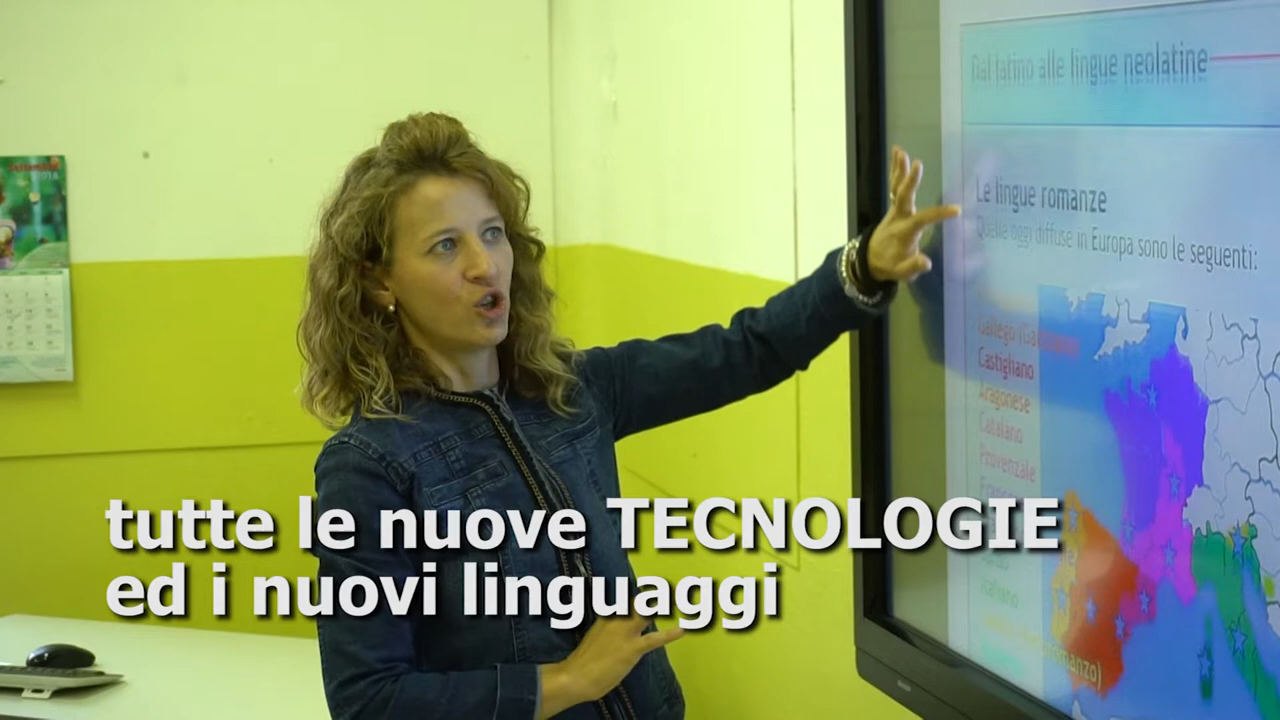 Dal latino alle lingue neolatine
Le lingue romanze
Quelle oggi diffuse in Europa sono le seguenti:
Castigliano
Aragonese
Catalano
Provenzale
tutte le nuove TECNOLOGIE
ed i nuovi linguaggi